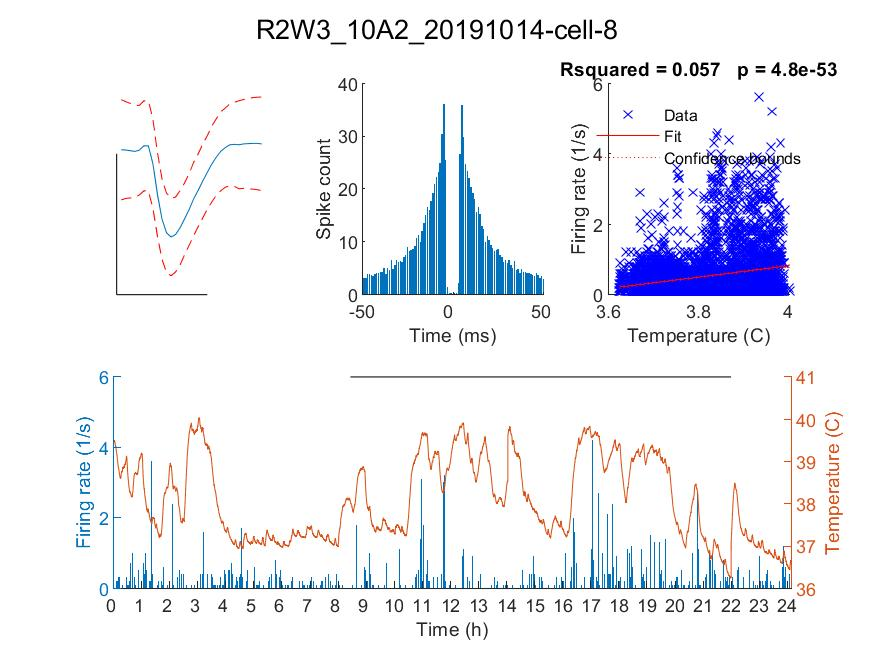 R2W3_10A2_20191014-cell-8
Rsquared = 0.057 p = 4.8e-53
40
30
20
10
0
Spike count
-50 0 50
Time (ms)
6
4
2
0
Firing rate (1/s)
Data
Fit
Confidence bounds
3.6 3.8 4
Temperature (C)
6
4
2
0
Firing rate (1/s)
41
40
39
38
37
36
Temperature (C)
0 1 2 3 4 5 6 7 8 9 10 11 12 13 14 15 16 17 18 19 20 21 22 23 24
Time (h)